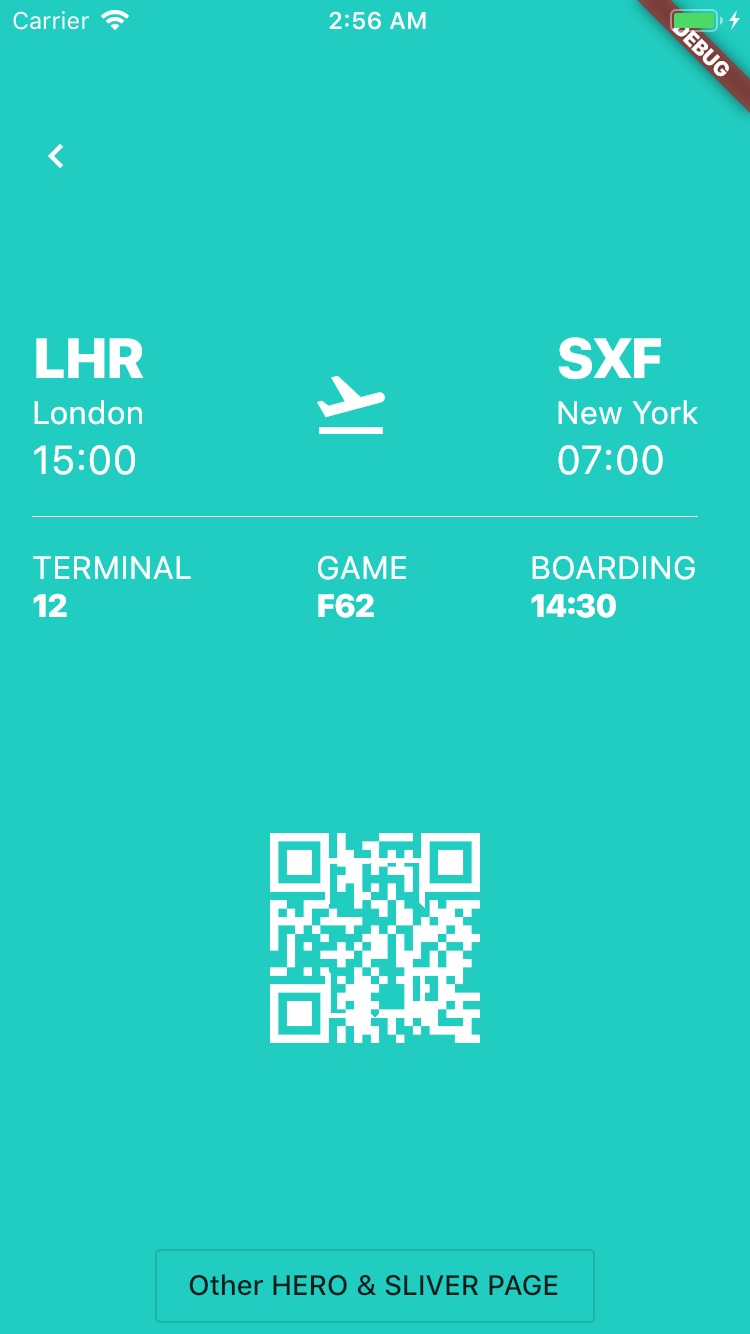 Carrier 2:56 AM
DEBUG
LHR SXF
London New York
15:00 07:00
TERMINAL GAME BOARDING
12 F62 14:30
Other HERO & SLIVER PAGE